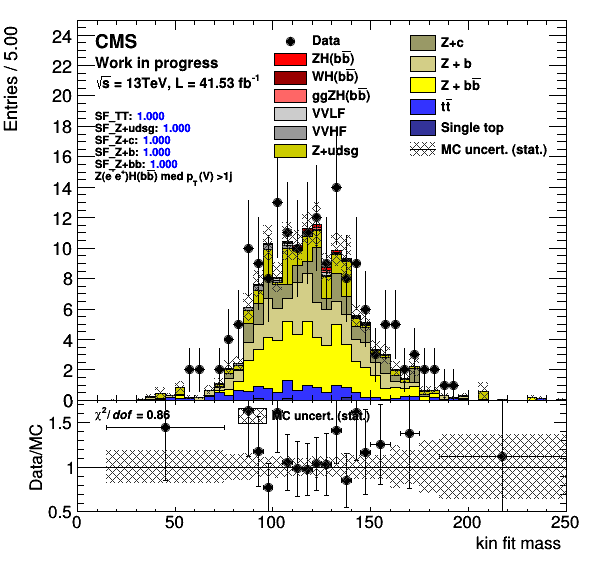 Entries / 5.00
24
22
20
18
16
14
12
10
8
6
4
2
0
CMS
Work in progress
√s = 13TeV, L = 41.53 fb⁻¹
SF_TT: 1.000
SF_Z+udsg: 1.000
SF_Z+c: 1.000
SF_Z+b: 1.000
SF_Z+bb: 1.000
Z(e⁻e⁺)H(bb̅) med p_T(V) >1j
Data
ZH(bb̅)
WH(bb̅)
ggZH(bb̅)
VVLF
VVHF
Z+udsg
Z+c
Z + b
Z + bb̅
tt̅
Single top
MC uncert. (stat.)
Data/MC
1.5
1
0.5
χ²/ dof = 0.86
MC uncert. (stat.)
0 50 100 150 200 250
kin fit mass